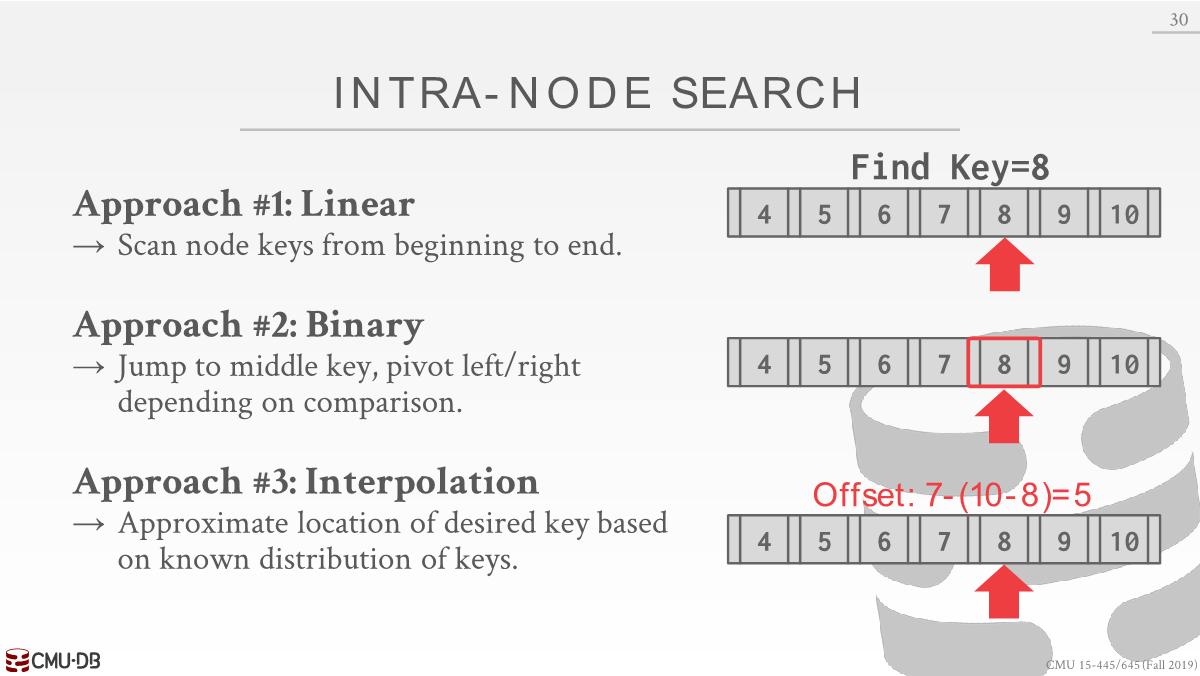 30
INTRA-NODE SEARCH
Approach #1: Linear
→ Scan node keys from beginning to end.
Approach #2: Binary
→ Jump to middle key, pivot left/right
depending on comparison.
Approach #3: Interpolation
→ Approximate location of desired key based
on known distribution of keys.
Find Key=8
4 5 6 7 8 9 10
4 5 6 7 8 9 10
Offset: 7-(10-8)=5
4 5 6 7 8 9 10
CMU·DB
CMU 15-445/645 (Fall 2019)